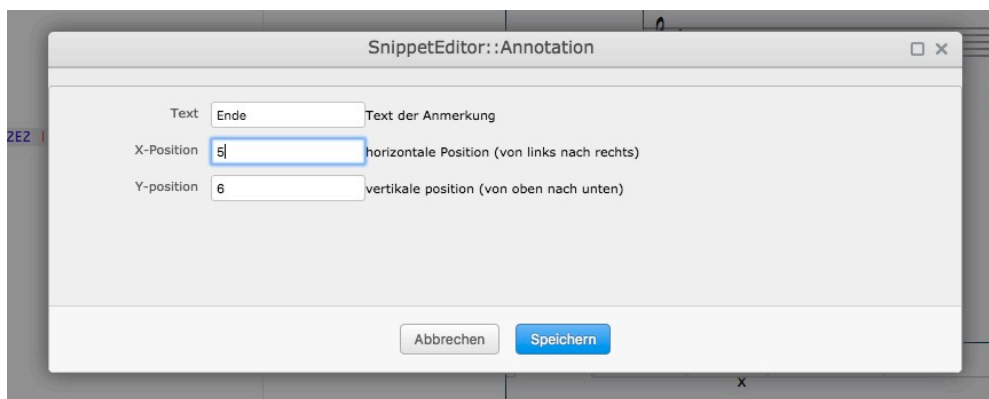 SnippetEditor::Annotation
Text Ende Text der Anmerkung
2E2 |
X-Position 5 horizontale Position (von links nach rechts)
Y-position 6 vertikale position (von oben nach unten)
Abbrechen Speichern
x